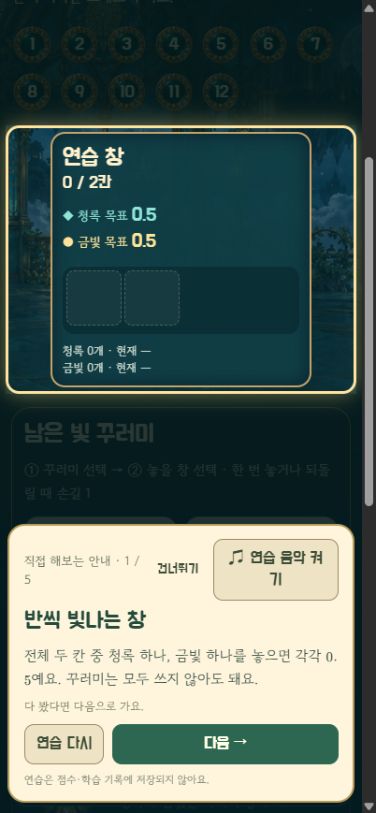 1 2 3 4 5 6 7
8 9 10 11 12
연습 창
0 / 2칸
◆ 청록 목표 0.5
● 금빛 목표 0.5
청록 0개 · 현재 —
금빛 0개 · 현재 —
남은 빛 꾸러미
① 꾸러미 선택 → ② 놓을 창 선택 · 한 번 놓거나 되돌
릴 때 손길 1
직접 해보는 안내 · 1 /
5
건너뛰기
♫ 연습 음악 켜
기
반씩 빛나는 창
전체 두 칸 중 청록 하나, 금빛 하나를 놓으면 각각 0.
5예요. 꾸러미는 모두 쓰지 않아도 돼요.
다 봤다면 다음으로 가요.
연습 다시
다음 →
연습은 점수·학습 기록에 저장되지 않아요.